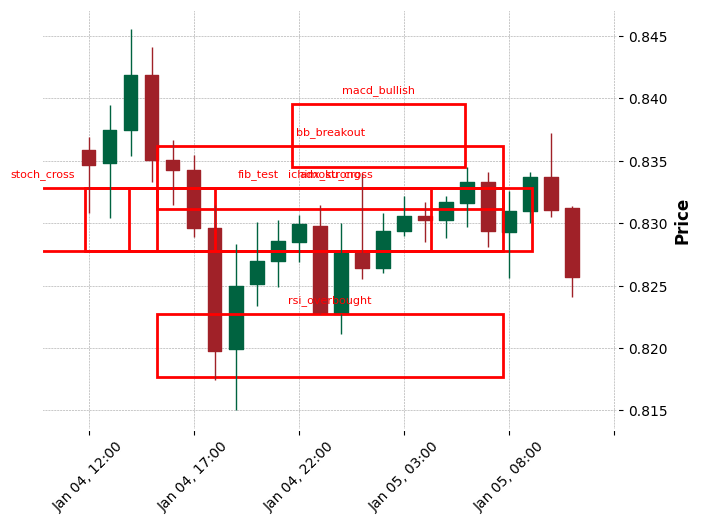 macd_bullish
bb_breakout
stoch_cross
fib_test
rsi_overbought
0.845
0.840
0.835
0.830
0.825
0.820
0.815
Price
Jan 04, 12:00
Jan 04, 17:00
Jan 04, 22:00
Jan 05, 03:00
Jan 05, 08:00